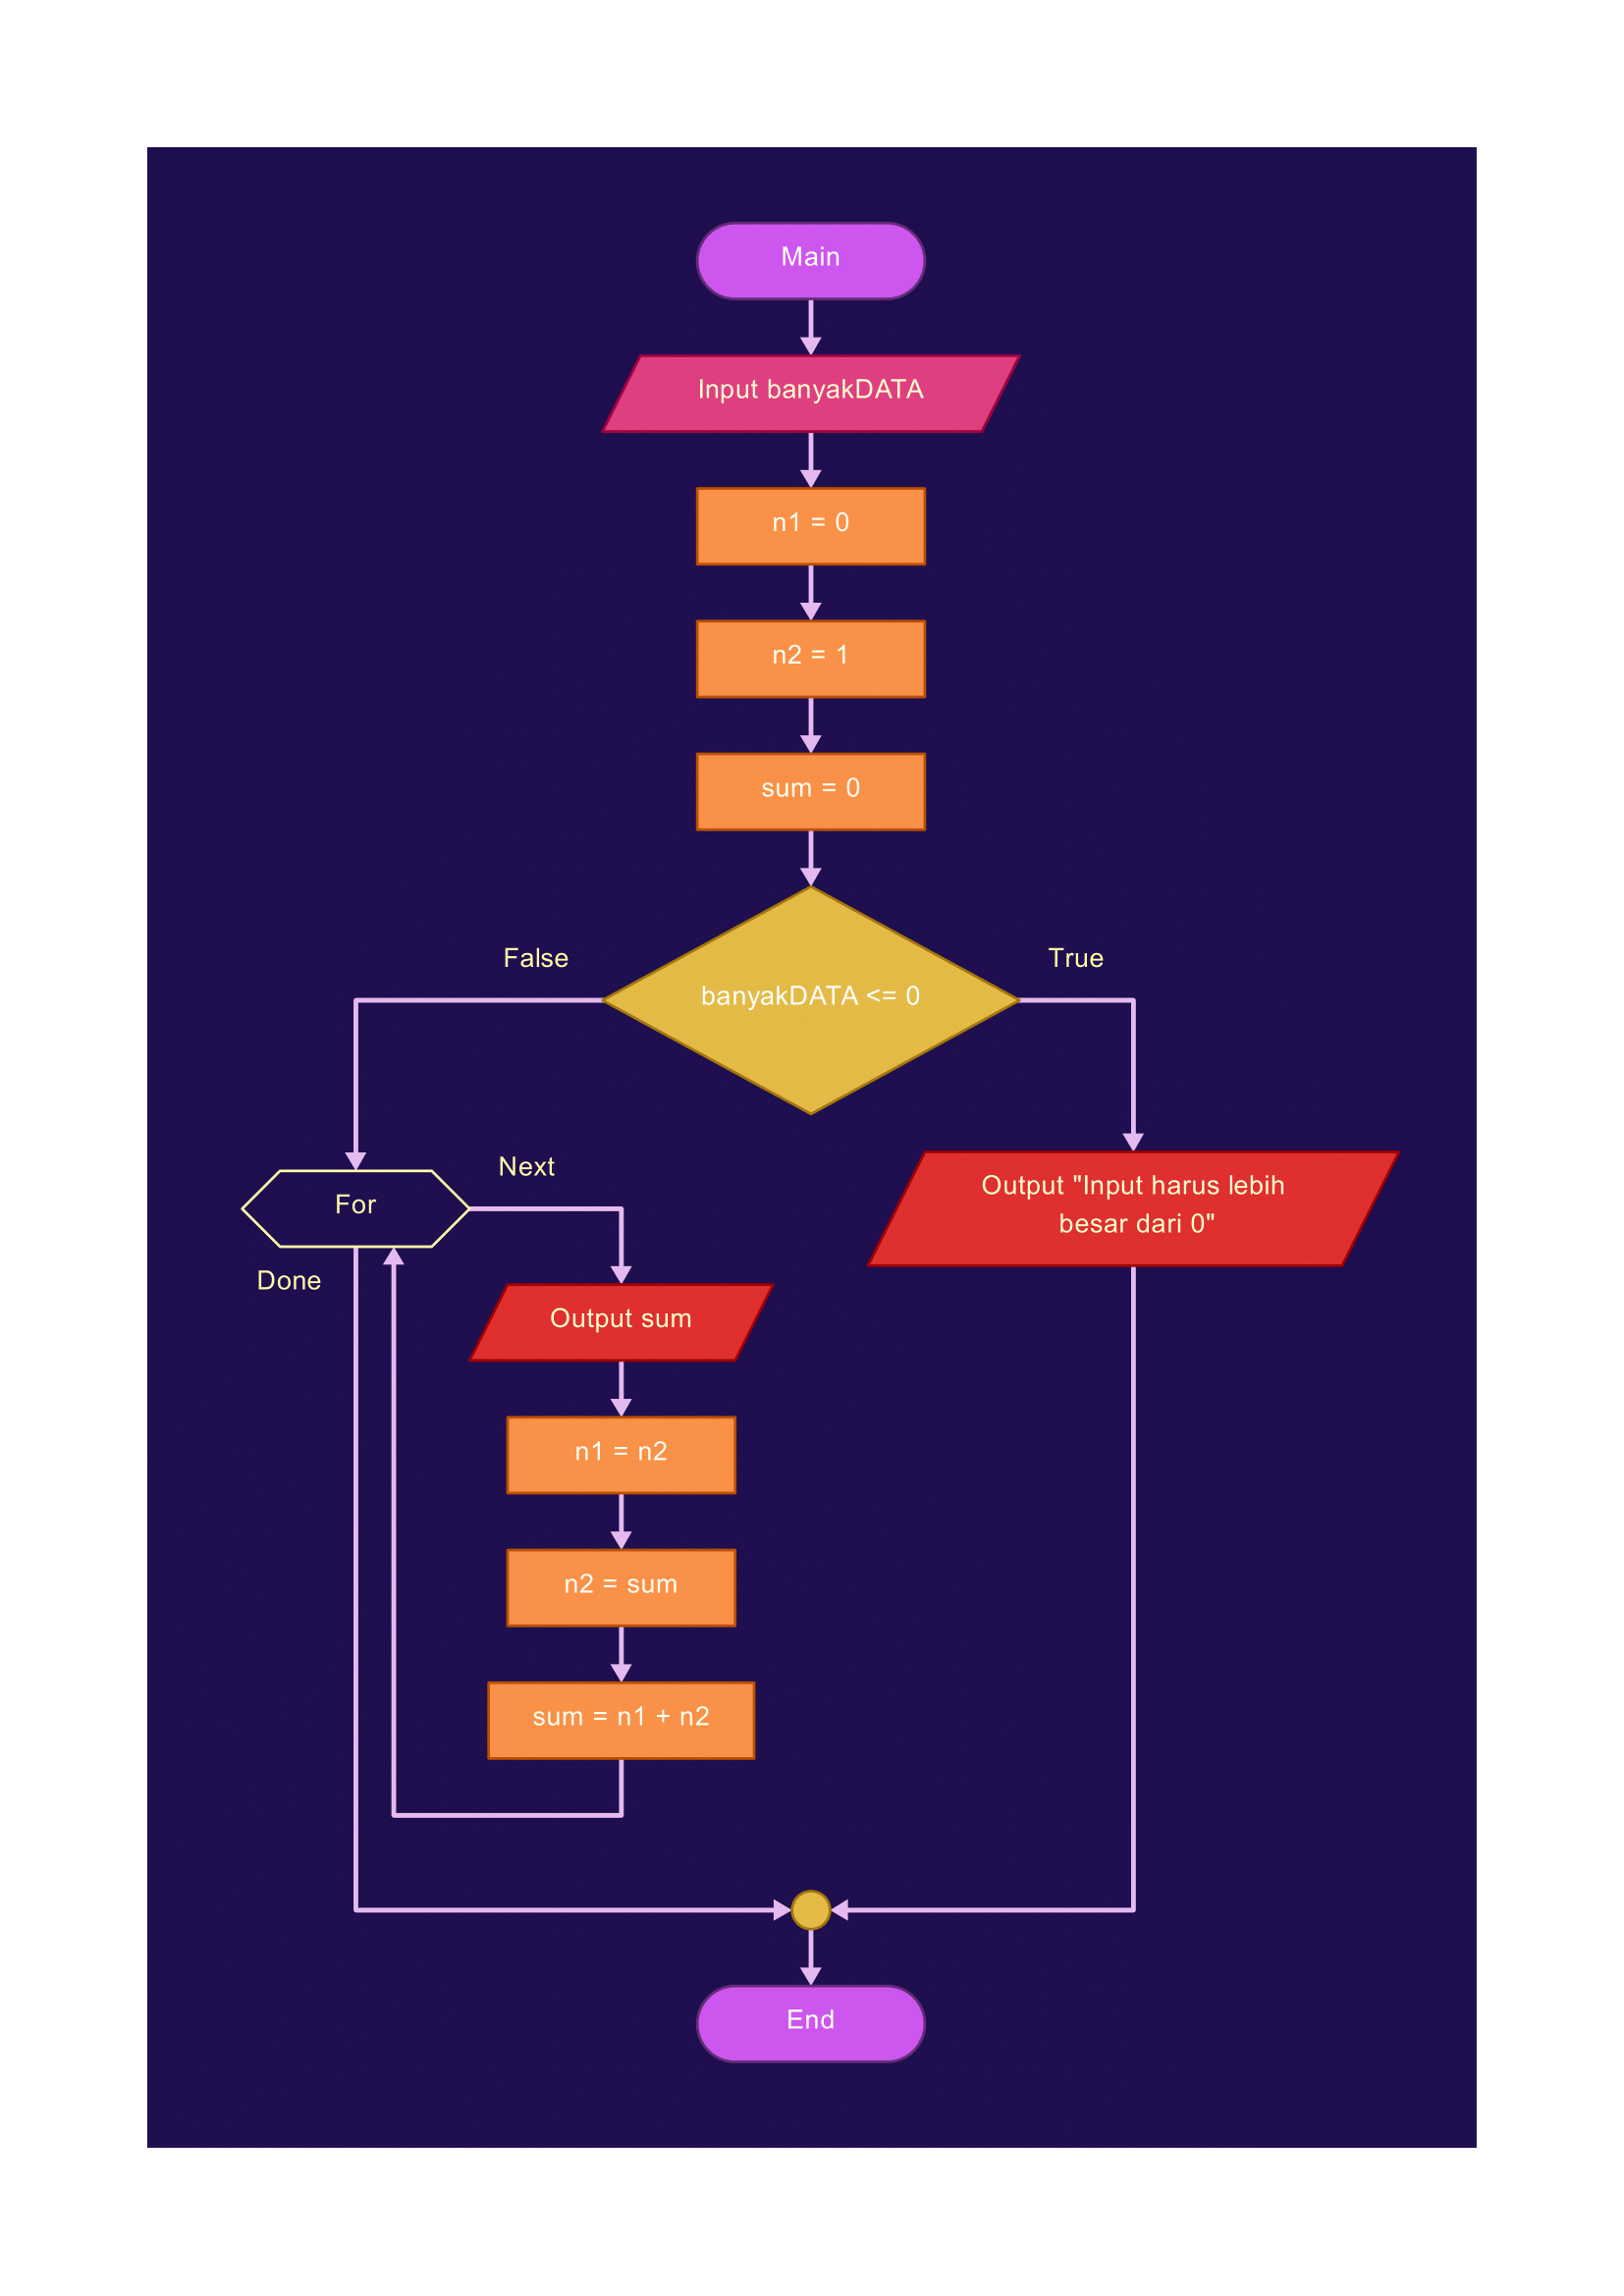 Main
Input banyakDATA
n1 = 0
n2 = 1
sum = 0
banyakDATA <= 0
False
True
For
Next
Done
Output sum
n1 = n2
n2 = sum
sum = n1 + n2
Output "Input harus lebih
besar dari 0"
End